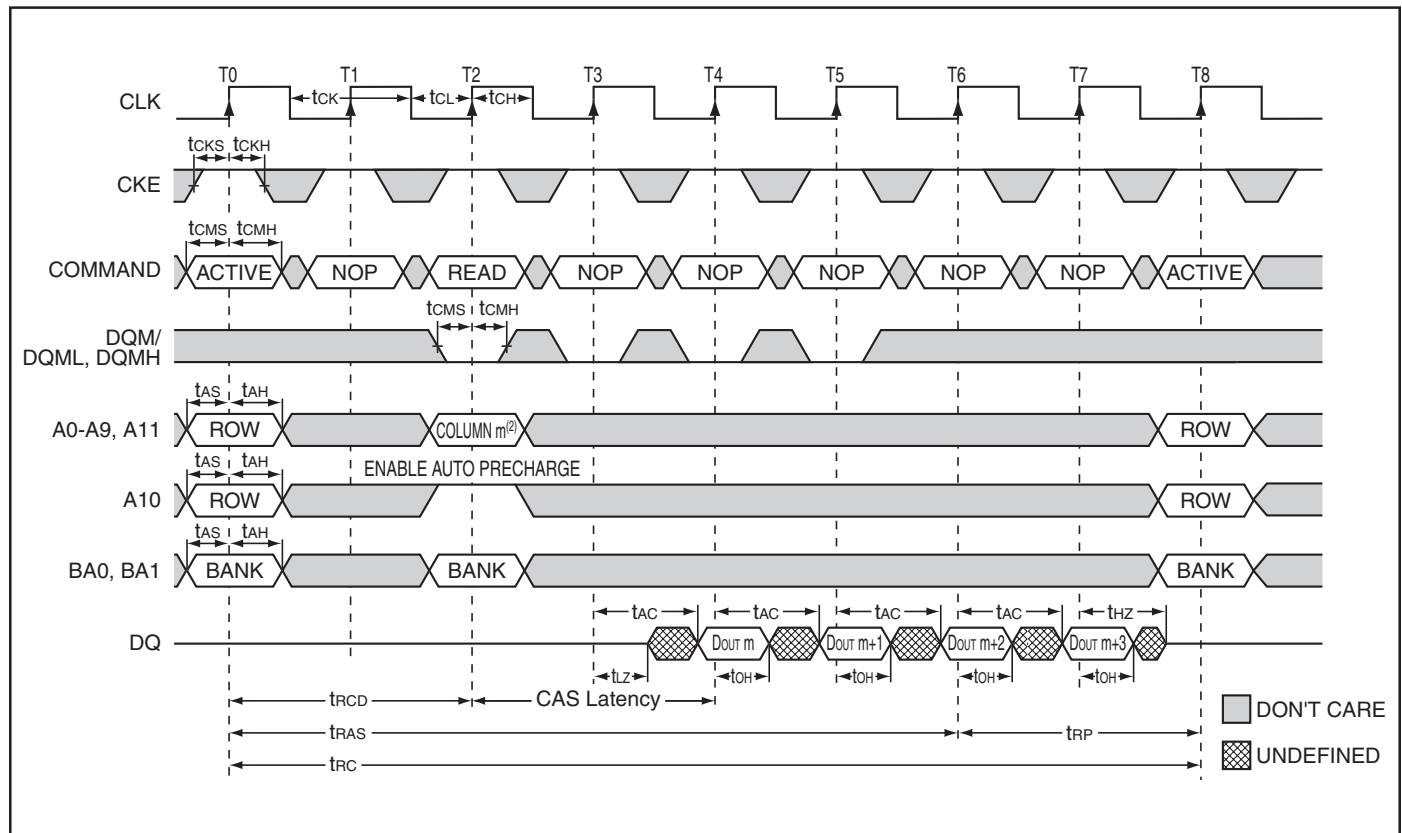 T0 T1 T2 T3 T4 T5 T6 T7 T8
CLK
tCK tCL tCH
tCKS tCKH
CKE
tCMS tCMH
COMMAND ACTIVE NOP READ NOP NOP NOP NOP NOP ACTIVE
tCMS tCMH
DQM/
DQML, DQMH
tAS tAH
A0-A9, A11 ROW COLUMN m(2) ROW
tAS tAH ENABLE AUTO PRECHARGE
A10 ROW ROW
tAS tAH
BA0, BA1 BANK BANK BANK
tAC tAC tAC tAC tHZ
DQ DOUT m DOUT m+1 DOUT m+2 DOUT m+3
tLZ tOH tOH tOH tOH
tRCD CAS Latency
DON'T CARE
tRAS tRP
UNDEFINED
tRC